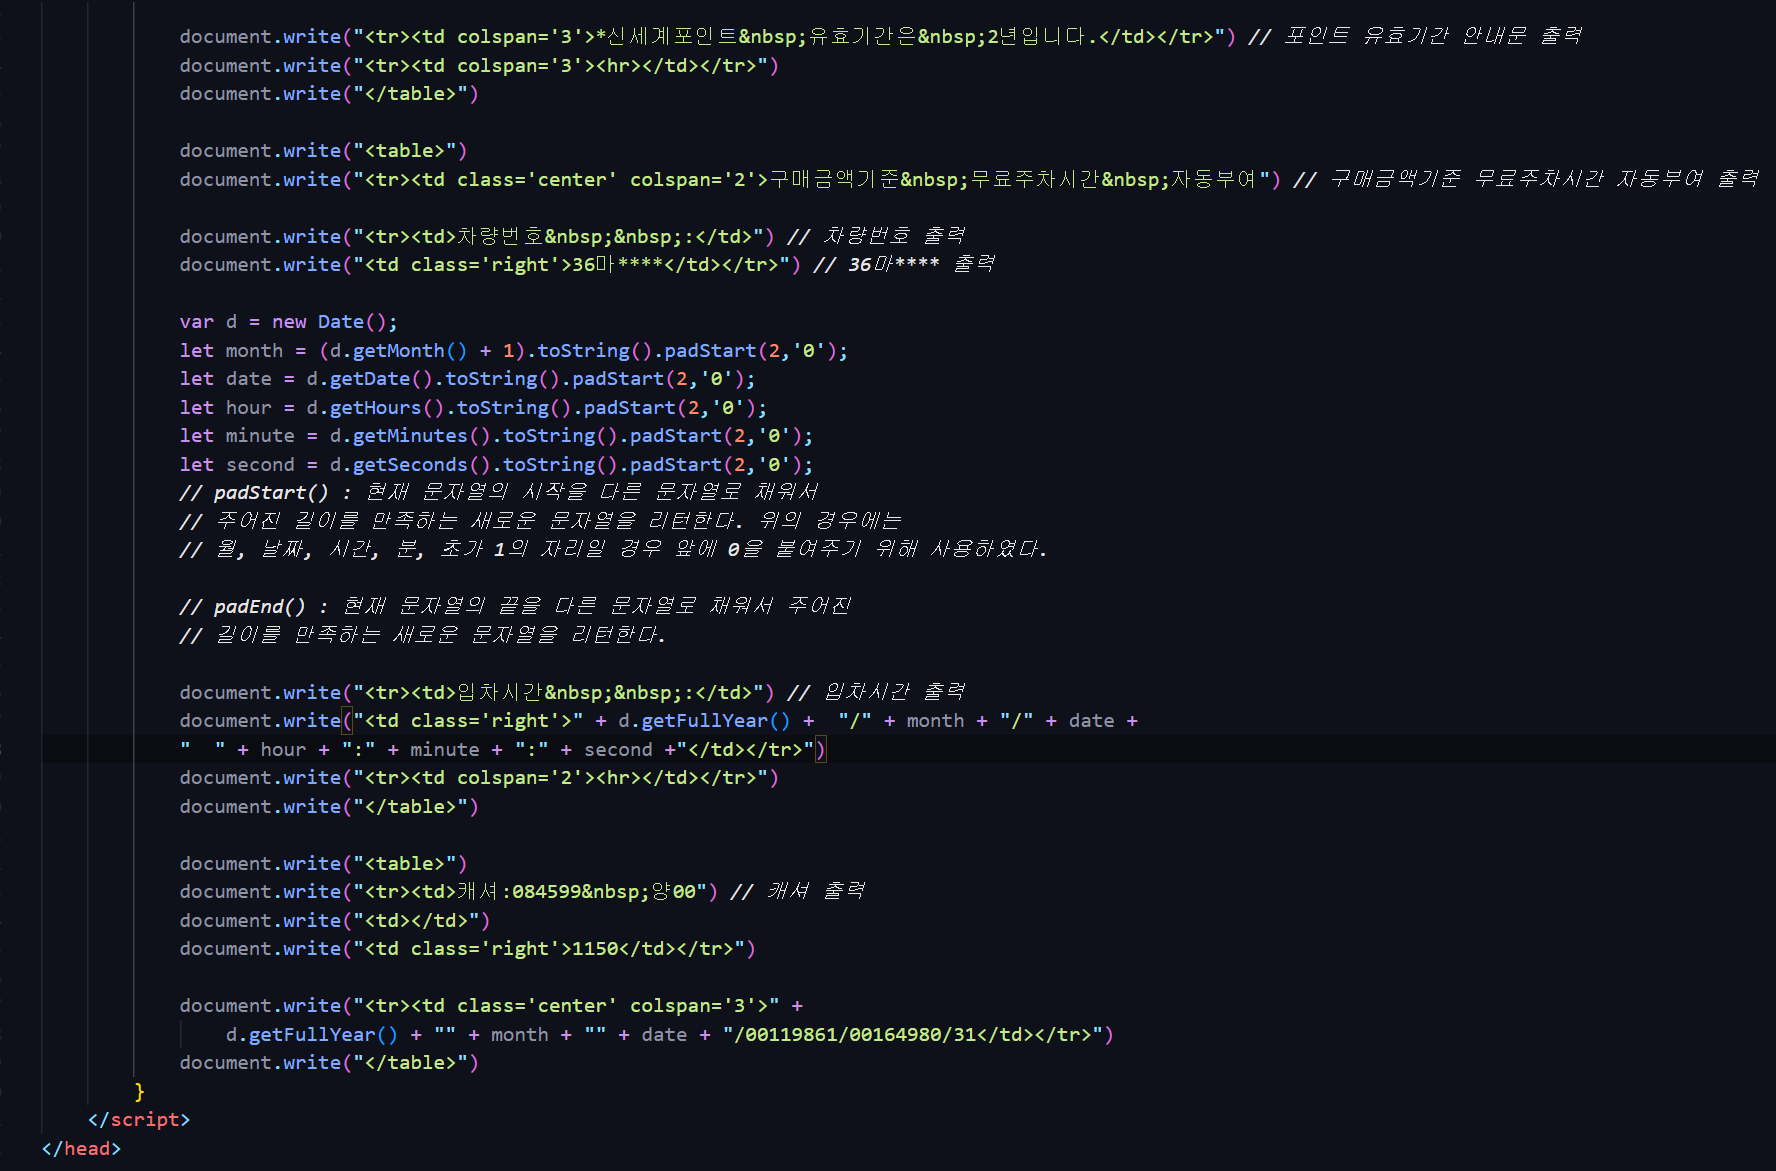 document.write("<tr><td colspan='3'>*신세계포인트&nbsp;유효기간은&nbsp;2년입니다.</td></tr>") // 포인트 유효기간 안내문 출력
document.write("<tr><td colspan='3'><hr></td></tr>")
document.write("</table>")
document.write("<table>")
document.write("<tr><td class='center' colspan='2'>구매금액기준&nbsp;무료주차시간&nbsp;자동부여") // 구매금액기준 무료주차시간 자동부여 출력
document.write("<tr><td>차량번호&nbsp;&nbsp;:</td>") // 차량번호 출력
document.write("<td class='right'>36마****</td></tr>") // 36마**** 출력
var d = new Date();
let month = (d.getMonth() + 1).toString().padStart(2,'0');
let date = d.getDate().toString().padStart(2,'0');
let hour = d.getHours().toString().padStart(2,'0');
let minute = d.getMinutes().toString().padStart(2,'0');
let second = d.getSeconds().toString().padStart(2,'0');
// padStart() : 현재 문자열의 시작을 다른 문자열로 채워서
// 주어진 길이를 만족하는 새로운 문자열을 리턴한다. 위의 경우에는
// 월, 날짜, 시간, 분, 초가 1의 자리일 경우 앞에 0을 붙여주기 위해 사용하였다.
// padEnd() : 현재 문자열의 끝을 다른 문자열로 채워서 주어진
// 길이를 만족하는 새로운 문자열을 리턴한다.
document.write("<tr><td>입차시간&nbsp;&nbsp;:</td>") // 입차시간 출력
document.write("<td class='right'>" + d.getFullYear() +  "/" + month + "/" + date +
"  " + hour + ":" + minute + ":" + second +"</td></tr>")
document.write("<tr><td colspan='2'><hr></td></tr>")
document.write("</table>")
document.write("<table>")
document.write("<tr><td>캐셔:084599&nbsp;양00") // 캐셔 출력
document.write("<td></td>")
document.write("<td class='right'>1150</td></tr>")
document.write("<tr><td class='center' colspan='3'>" +
d.getFullYear() + "" + month + "" + date + "/00119861/00164980/31</td></tr>")
document.write("</table>")
}
</script>
</head>